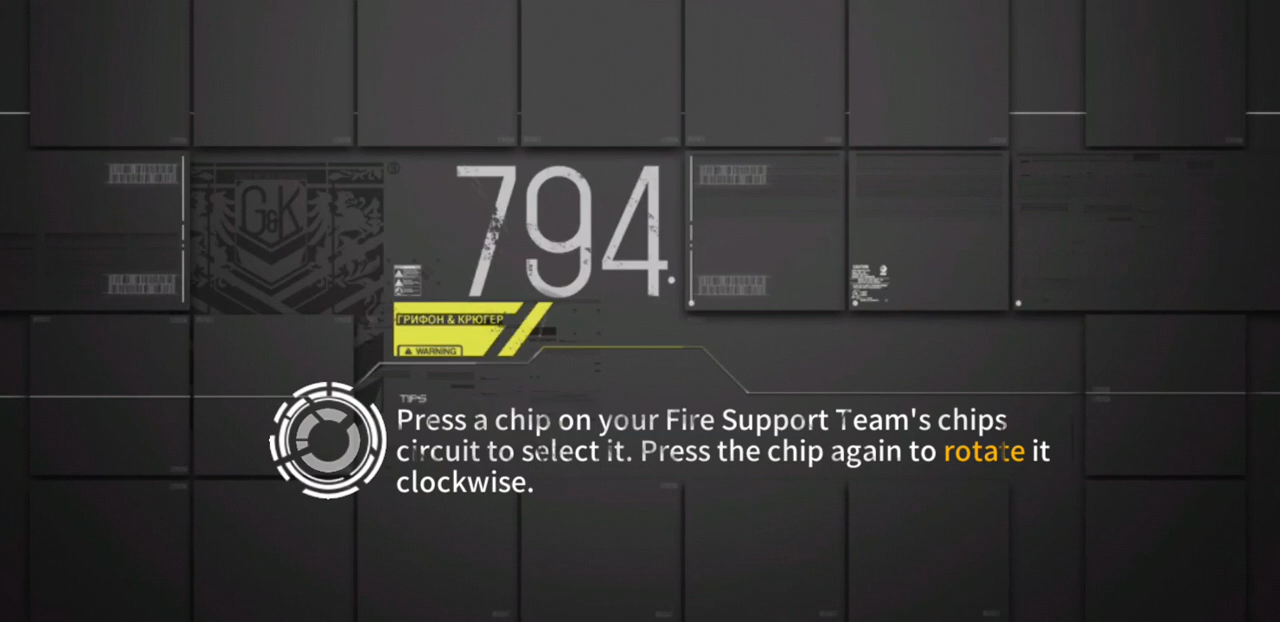 G&K
794.
ГРИФОН & КРЮГЕР
WARNING
TIPS
Press a chip on your Fire Support Team's chips
circuit to select it. Press the chip again to rotate it
clockwise.